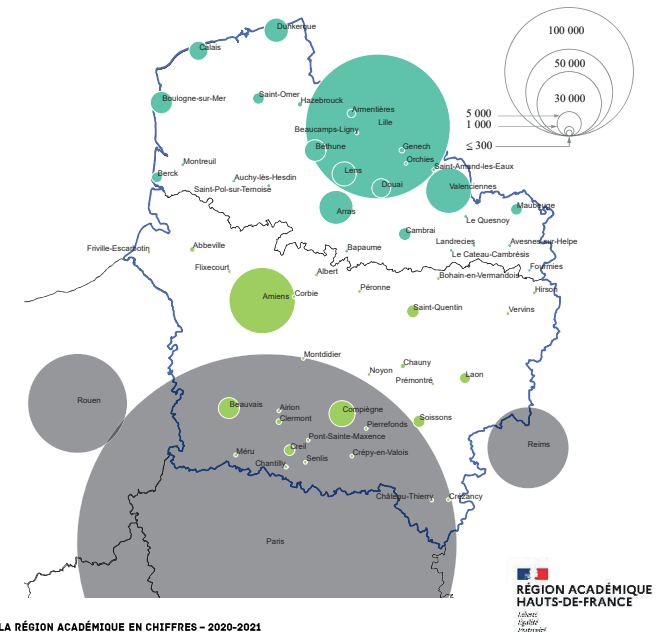 Dunkerque
Calais
100 000
50 000
30 000
5 000
1 000
≤ 300
Boulogne-sur-Mer
Saint-Omer
Hazebrouck
Armentières
Lille
Beaucamps-Ligny
Béthune
Genech
Orchies
Saint-Amand-les-Eaux
Montreuil
Berck
Auchy-lès-Hesdin
Saint-Pol-sur-Ternoise
Lens
Douai
Valenciennes
Arras
Maubeuge
Le Quesnoy
Cambrai
Landrecies
Avesnes-sur-Helpe
Le Cateau-Cambrésis
Friville-Escarbotin
Abbeville
Bapaume
Flixecourt
Albert
Fourmies
Bohain-en-Vermandois
Péronne
Hirson
Amiens
Corbie
Saint-Quentin
Vervins
Montdidier
Chauny
Noyon
Prémontré
Laon
Rouen
Beauvais
Airion
Clermont
Compiègne
Pierrefonds
Soissons
Pont-Sainte-Maxence
Creil
Reims
Méru
Senlis
Crépy-en-Valois
Chantilly
Château-Thierry
Crézancy
Paris
RÉGION ACADÉMIQUE
HAUTS-DE-FRANCE
Liberté
Égalité
Fraternité
LA RÉGION ACADÉMIQUE EN CHIFFRES – 2020-2021